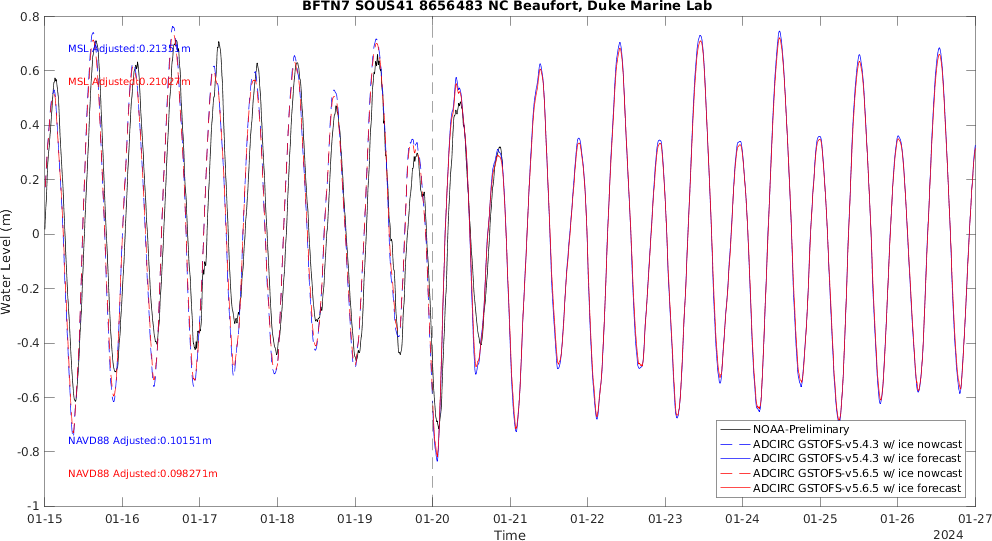 BFTN7 SOUS41 8656483 NC Beaufort, Duke Marine Lab
0.8
0.6
0.4
0.2
0
-0.2
-0.4
-0.6
-0.8
-1
Water Level (m)
MSL Adjusted:0.21351m
MSL Adjusted:0.21027m
NAVD88 Adjusted:0.10151m
NAVD88 Adjusted:0.098271m
NOAA-Preliminary
ADCIRC GSTOFS-v5.4.3 w/ ice nowcast
ADCIRC GSTOFS-v5.4.3 w/ ice forecast
ADCIRC GSTOFS-v5.6.5 w/ ice nowcast
ADCIRC GSTOFS-v5.6.5 w/ ice forecast
01-15 01-16 01-17 01-18 01-19 01-20 01-21 01-22 01-23 01-24 01-25 01-26 01-27
Time
2024